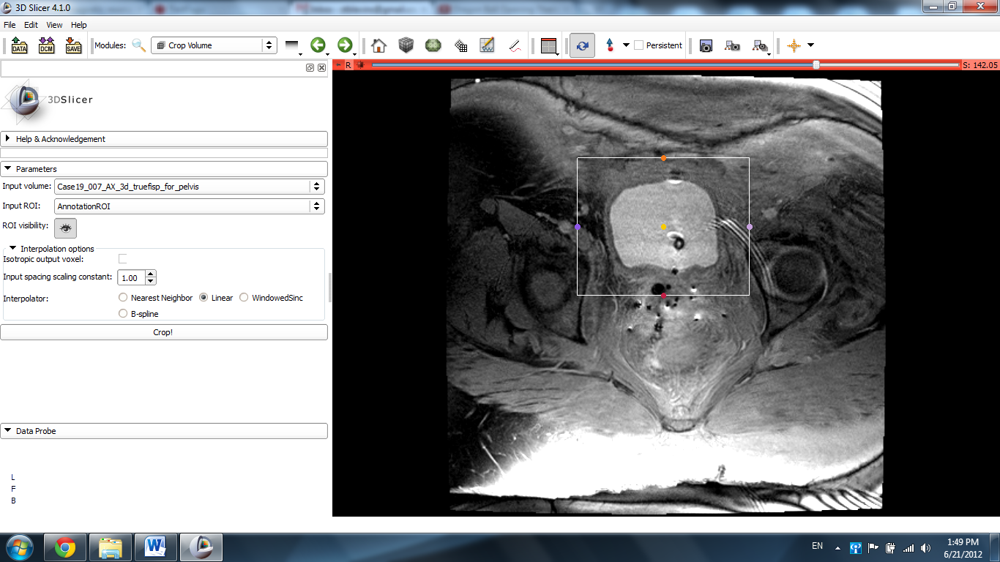 3D Slicer 4.1.0
File Edit View Help
DATA DCM SAVE Modules: Crop Volume Persistent
R S: 142.05
3DSlicer
Help & Acknowledgement
Parameters
Input volume: Case19_007_AX_3d_truefisp_for_pelvis
Input ROI: AnnotationROI
ROI visibility:
Interpolation options
Isotropic output voxel:
Input spacing scaling constant: 1.00
Interpolator: Nearest Neighbor Linear WindowedSinc
B-spline
Crop!
Data Probe
L
F
B
EN 1:49 PM
6/21/2012